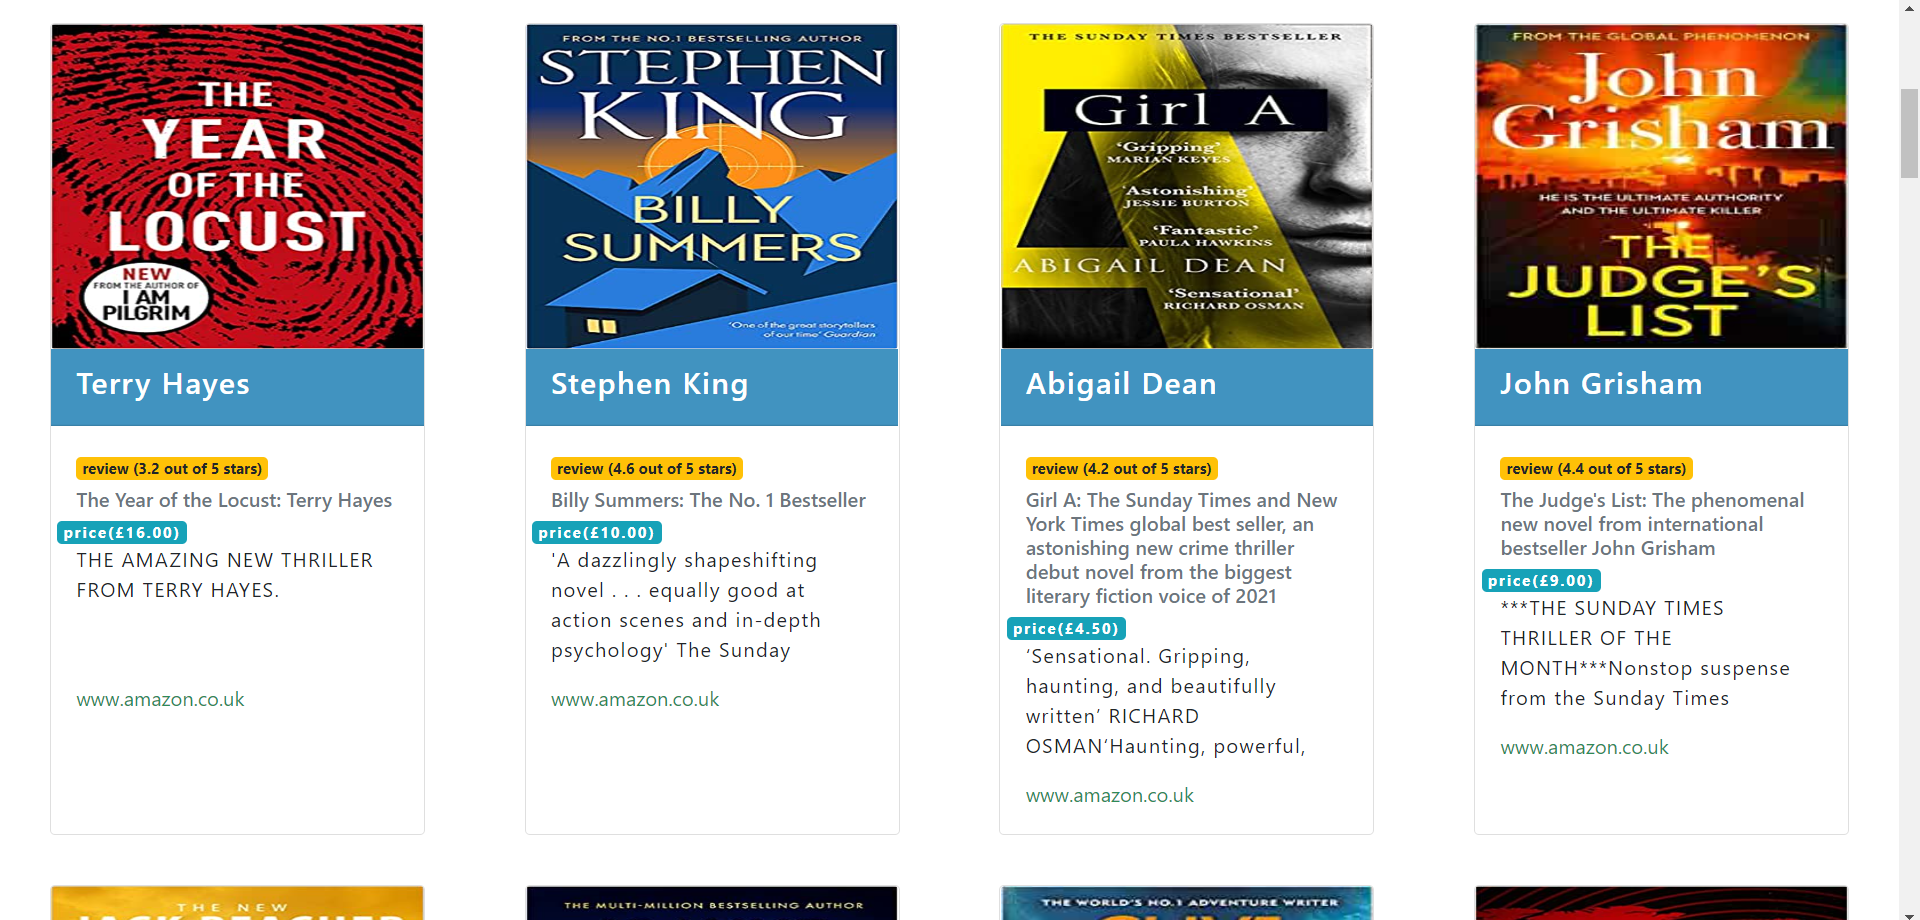 THE
YEAR
OF THE
LOCUST
NEW
FROM THE AUTHOR OF
I AM
PILGRIM
Terry Hayes
review (3.2 out of 5 stars)
The Year of the Locust: Terry Hayes
price(£16.00)
THE AMAZING NEW THRILLER
FROM TERRY HAYES.
www.amazon.co.uk
FROM THE NO.1 BESTSELLING AUTHOR
STEPHEN
KING
BILLY
SUMMERS
'One of the great storytellers
of our time' Guardian
Stephen King
review (4.6 out of 5 stars)
Billy Summers: The No. 1 Bestseller
price(£10.00)
'A dazzlingly shapeshifting
novel . . . equally good at
action scenes and in-depth
psychology' The Sunday
www.amazon.co.uk
THE SUNDAY TIMES BESTSELLER
Girl A
'Gripping'
MARIAN KEYES
'Astonishing'
JESSIE BURTON
'Fantastic'
PAULA HAWKINS
ABIGAIL DEAN
'Sensational'
RICHARD OSMAN
Abigail Dean
review (4.2 out of 5 stars)
Girl A: The Sunday Times and New
York Times global best seller, an
astonishing new crime thriller
debut novel from the biggest
literary fiction voice of 2021
price(£4.50)
‘Sensational. Gripping,
haunting, and beautifully
written’ RICHARD
OSMAN‘Haunting, powerful,
www.amazon.co.uk
FROM THE GLOBAL PHENOMENON
John
Grisham
HE IS THE ULTIMATE AUTHORITY
AND THE ULTIMATE KILLER
THE
JUDGE'S
LIST
John Grisham
review (4.4 out of 5 stars)
The Judge's List: The phenomenal
new novel from international
bestseller John Grisham
price(£9.00)
***THE SUNDAY TIMES
THRILLER OF THE
MONTH***Nonstop suspense
from the Sunday Times
www.amazon.co.uk
THE NEW
JACK REACHER
THE MULTI-MILLION BESTSELLING AUTHOR
THE WORLD'S NO.1 ADVENTURE WRITER
CLIVE